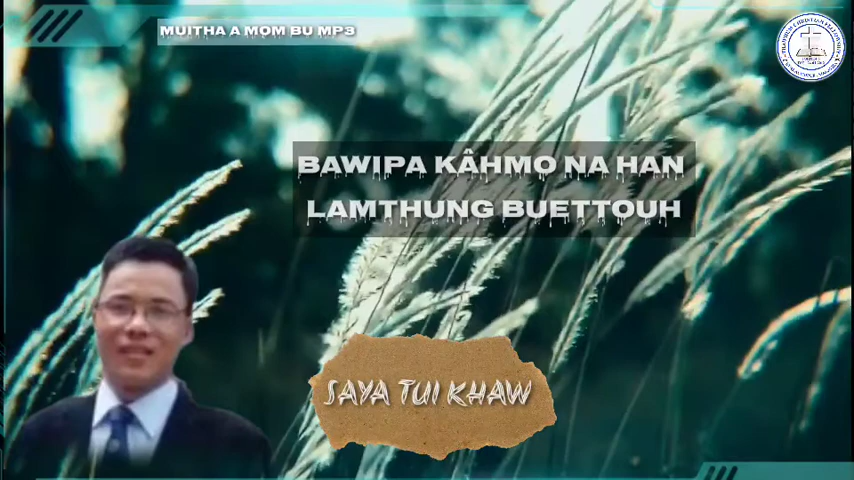 MUITHA A MOM BU MP3
BAWIPA KÂHMO NA HAN
LAMTHUNG BUETTOUH
SAYA TUI KHAW